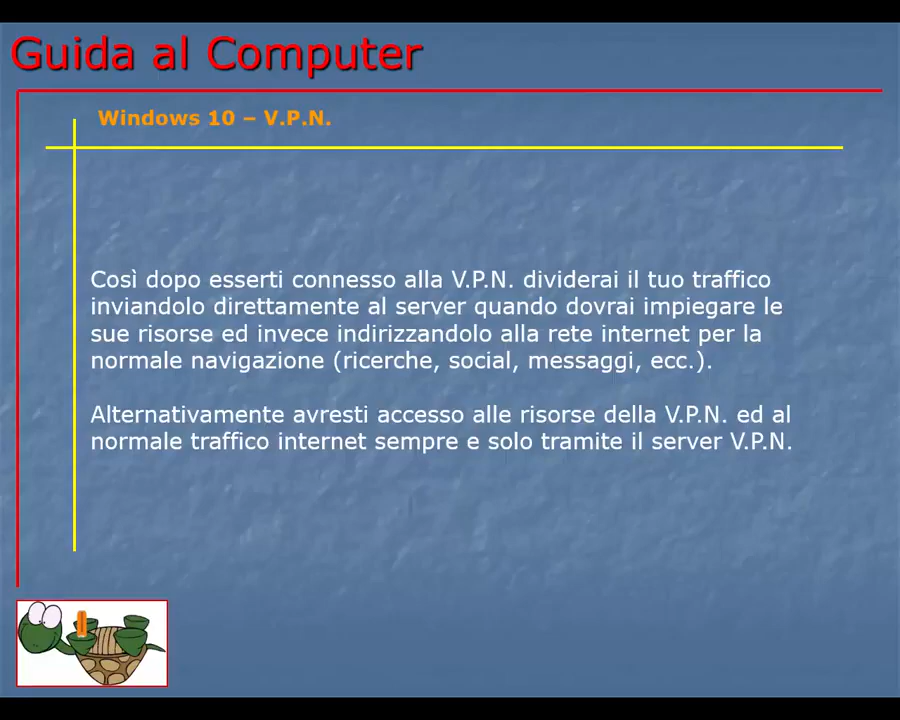 Guida al Computer
Windows 10 – V.P.N.
Così dopo esserti connesso alla V.P.N. dividerai il tuo traffico
inviandolo direttamente al server quando dovrai impiegare le
sue risorse ed invece indirizzandolo alla rete internet per la
normale navigazione (ricerche, social, messaggi, ecc.).
Alternativamente avresti accesso alle risorse della V.P.N. ed al
normale traffico internet sempre e solo tramite il server V.P.N.